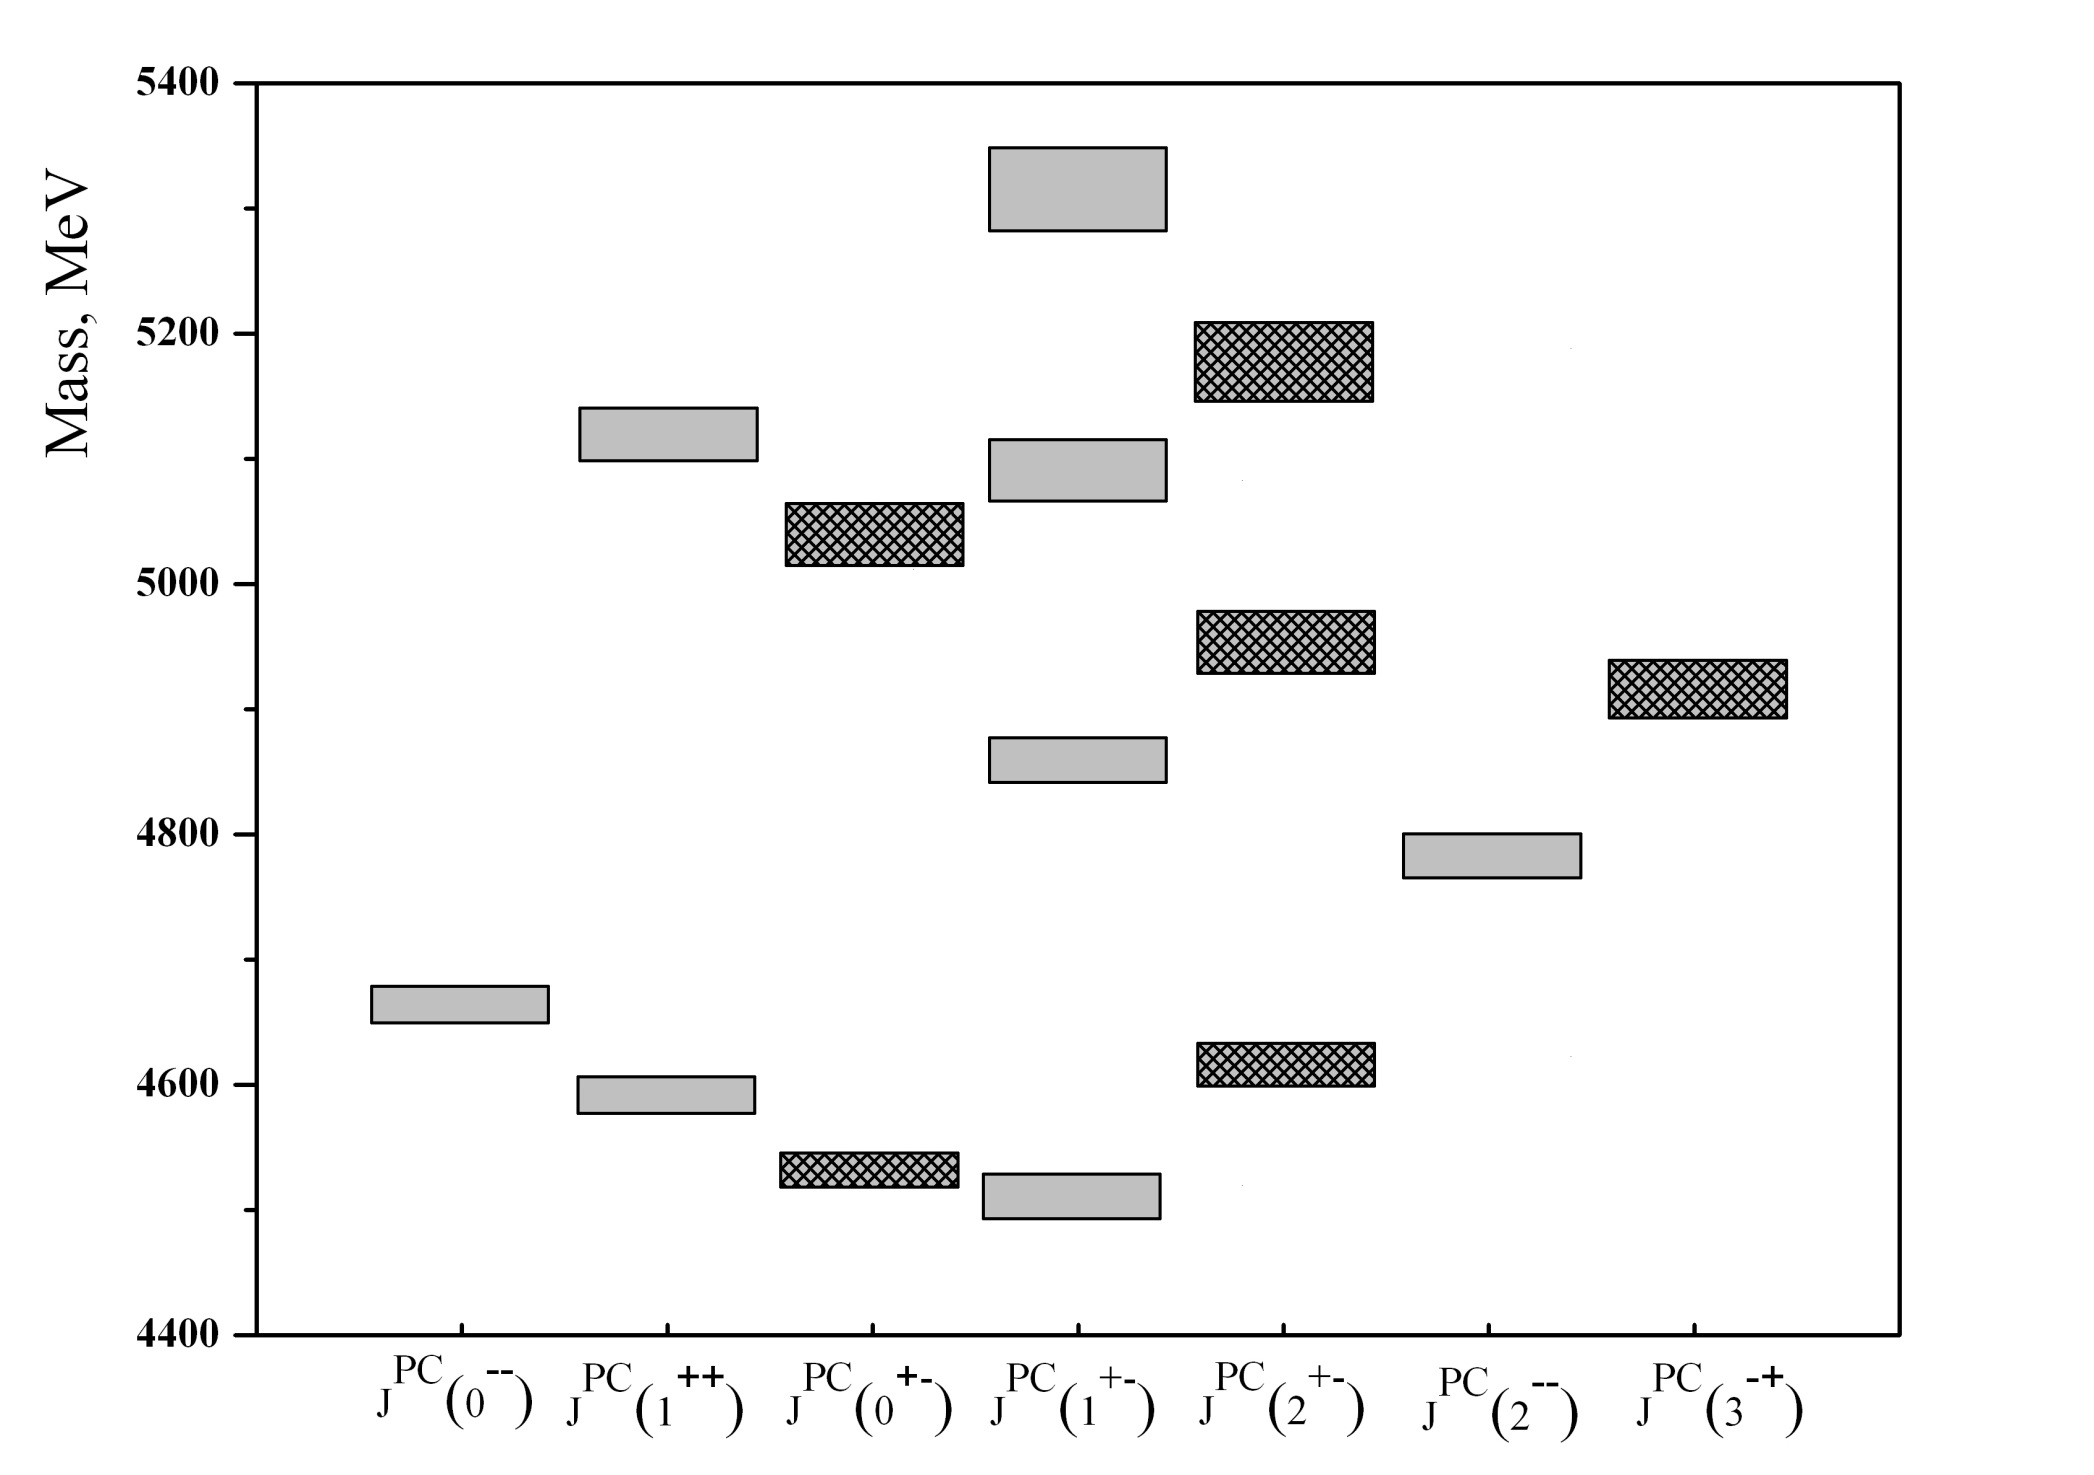 5400
5200
5000
4800
4600
4400
Mass, MeV
J^PC(0^--)
J^PC(1^++)
J^PC(0^+-)
J^PC(1^+-)
J^PC(2^+-)
J^PC(2^--)
J^PC(3^-+)